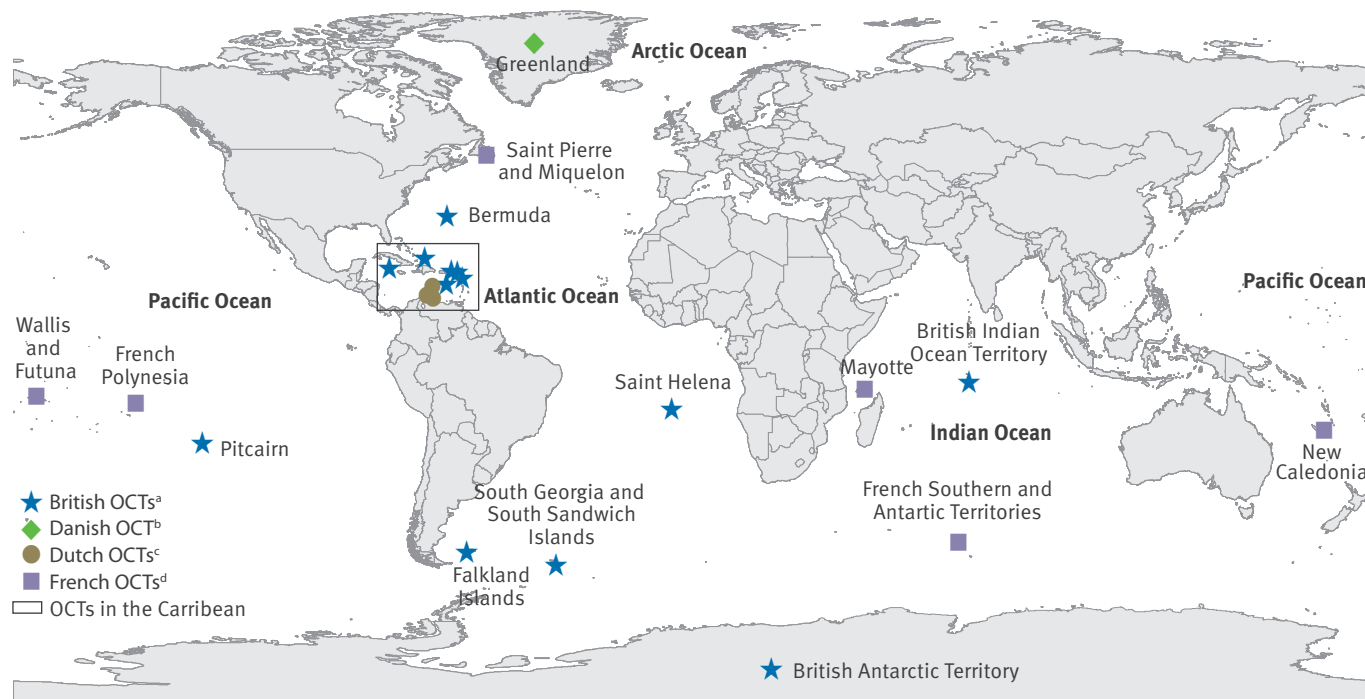 Arctic Ocean
Greenland
Saint Pierre
and Miquelon
Bermuda
Pacific Ocean
Atlantic Ocean
Pacific Ocean
Wallis
and
Futuna
French
Polynesia
British Indian
Ocean Territory
Mayotte
Saint Helena
Pitcairn
Indian Ocean
New
Caledonia
South Georgia and
South Sandwich
Islands
French Southern and
Antartic Territories
British OCTsᵃ
Danish OCTᵇ
Dutch OCTsᶜ
French OCTsᵈ
OCTs in the Carribean
Falkland
Islands
British Antarctic Territory